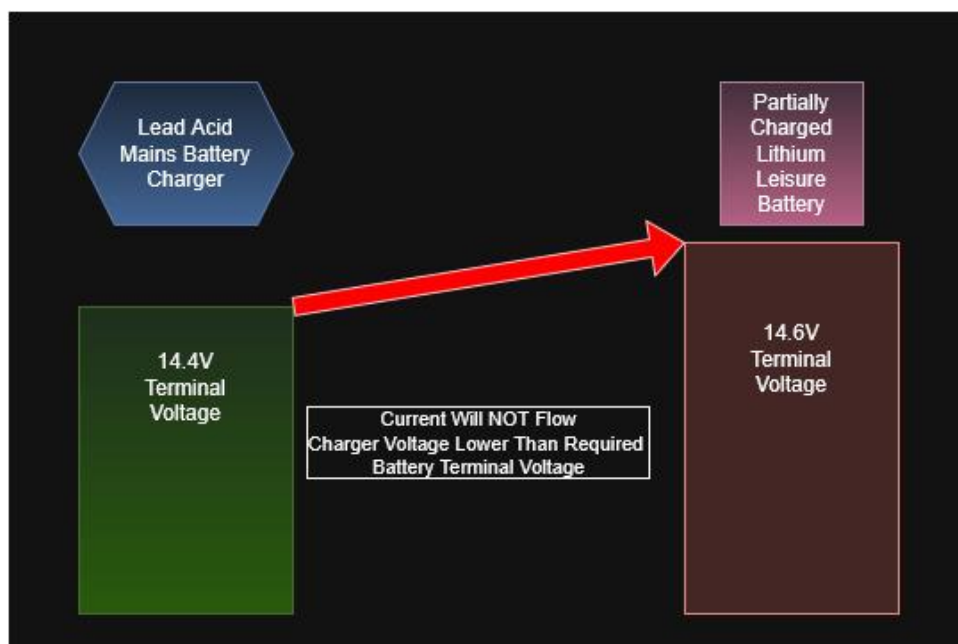 Lead Acid
Mains Battery
Charger
Partially
Charged
Lithium
Leisure
Battery
14.4V
Terminal
Voltage
14.6V
Terminal
Voltage
Current Will NOT Flow
Charger Voltage Lower Than Required
Battery Terminal Voltage